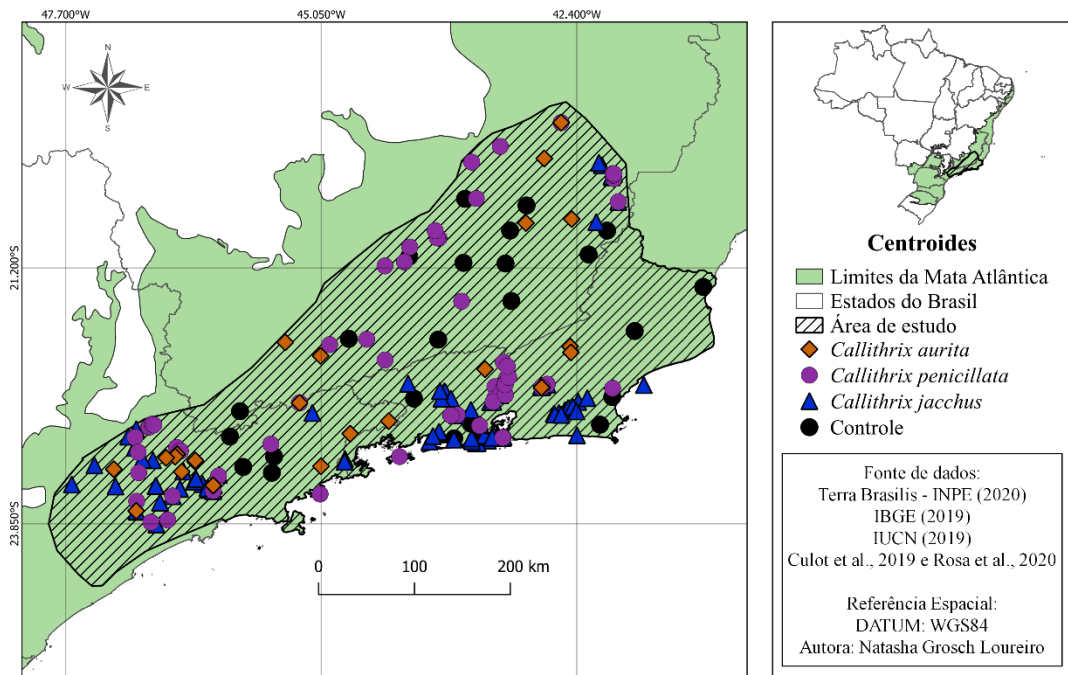 47.700°W
45.050°W
42.400°W
N
W
E
S
21.200°S
23.850°S
0
100
200 km
Centroides
Limites da Mata Atlântica
Estados do Brasil
Área de estudo
Callithrix aurita
Callithrix penicillata
Callithrix jacchus
Controle
Fonte de dados:
Terra Brasilis - INPE (2020)
IBGE (2019)
IUCN (2019)
Culot et al., 2019 e Rosa et al., 2020
Referência Espacial:
DATUM: WGS84
Autora: Natasha Grosch Loureiro